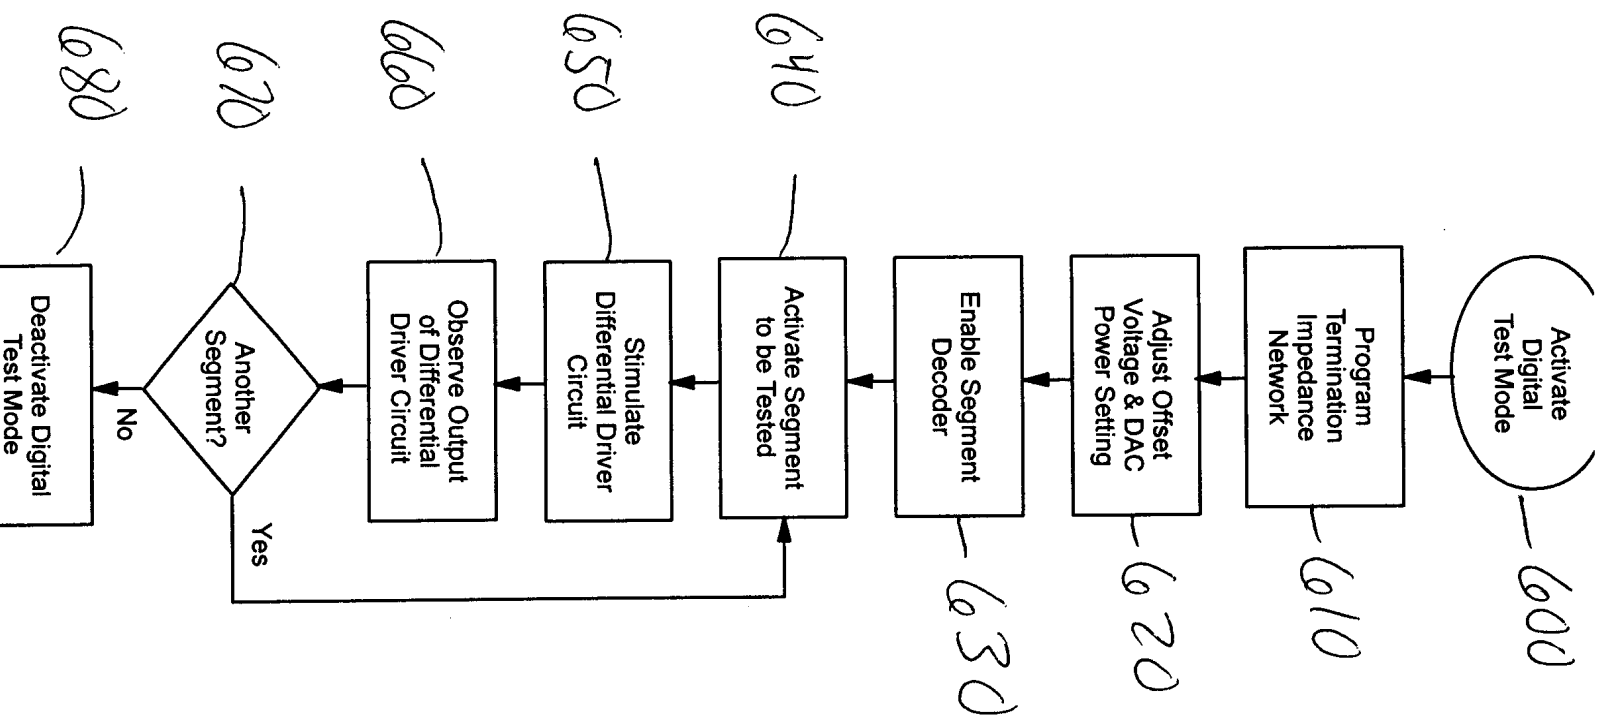 Activate
Digital
Test Mode
600
Program
Termination
Impedance
Network
610
Adjust Offset
Voltage & DAC
Power Setting
620
Enable Segment
Decoder
630
Activate Segment
to be Tested
640
Stimulate
Differential Driver
Circuit
650
Observe Output
of Differential
Driver Circuit
660
Another
Segment?
670
Yes
No
Deactivate Digital
Test Mode
680